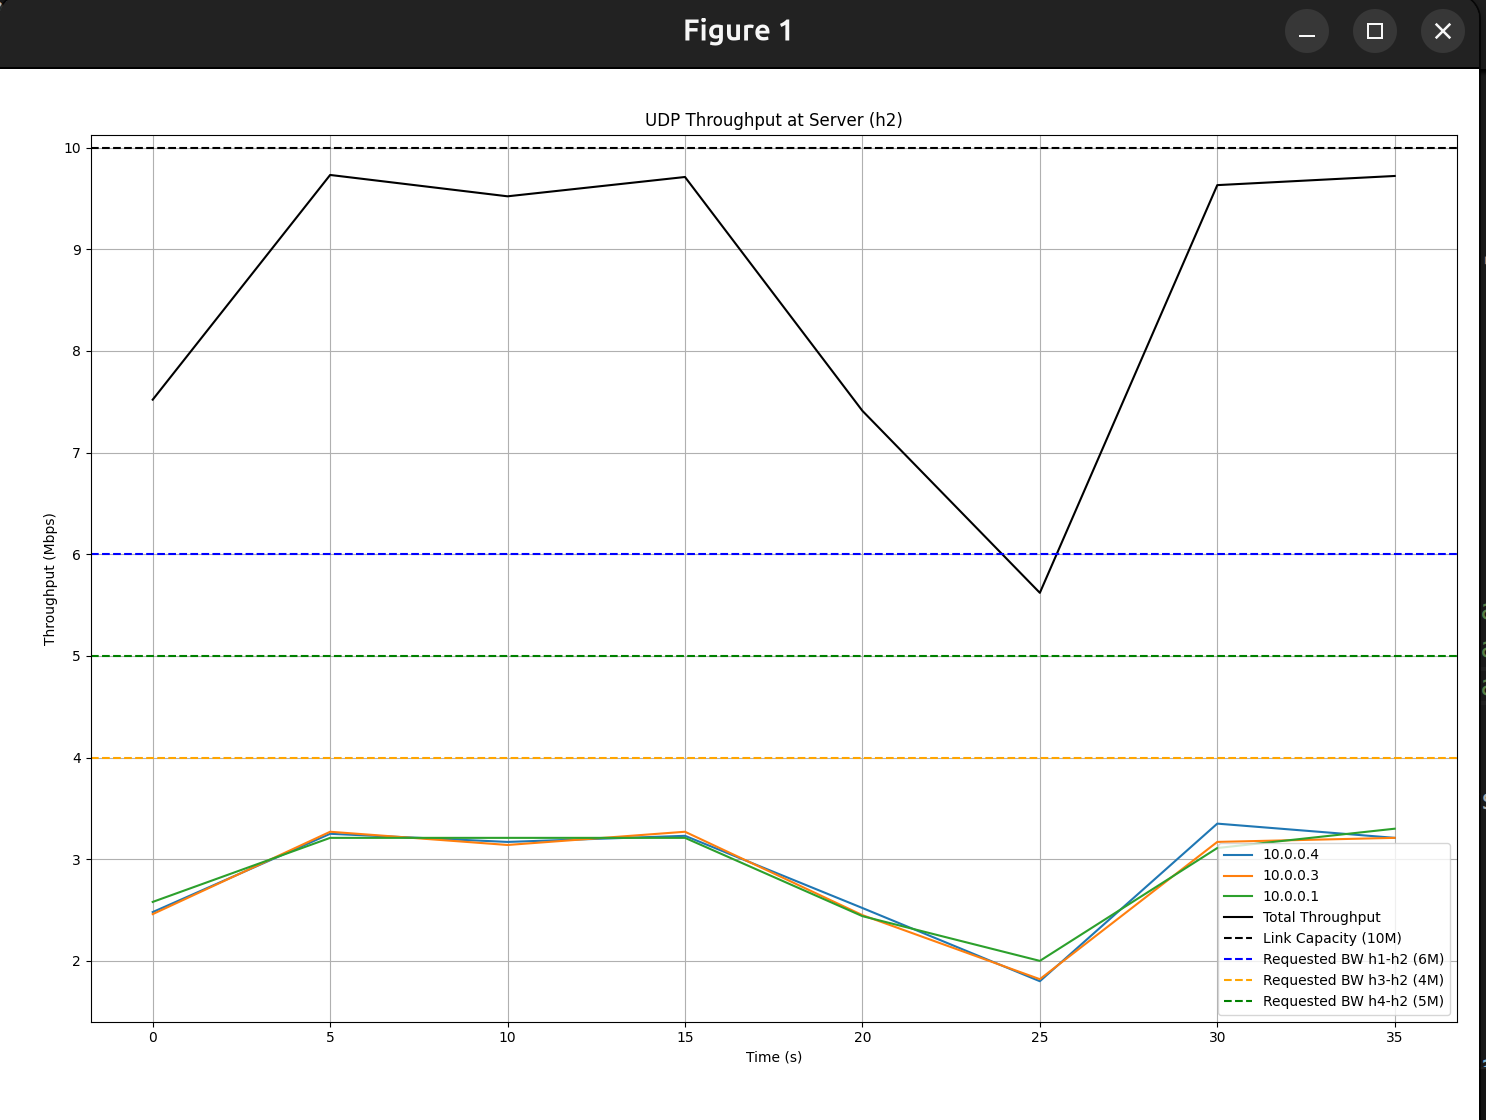 Figure 1
UDP Throughput at Server (h2)
10
9
8
7
6
5
4
3
2
Throughput (Mbps)
0 5 10 15 20 25 30 35
Time (s)
10.0.0.4
10.0.0.3
10.0.0.1
Total Throughput
Link Capacity (10M)
Requested BW h1-h2 (6M)
Requested BW h3-h2 (4M)
Requested BW h4-h2 (5M)